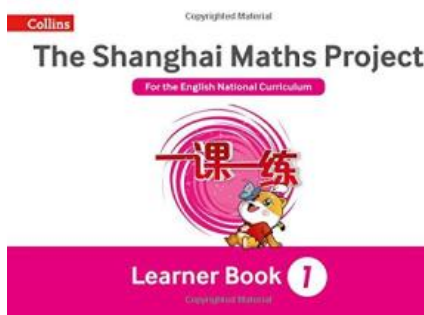 Collins
Copyrighted Material
The Shanghai Maths Project
For the English National Curriculum
一课一练
Learner Book 1
Copyrighted Material